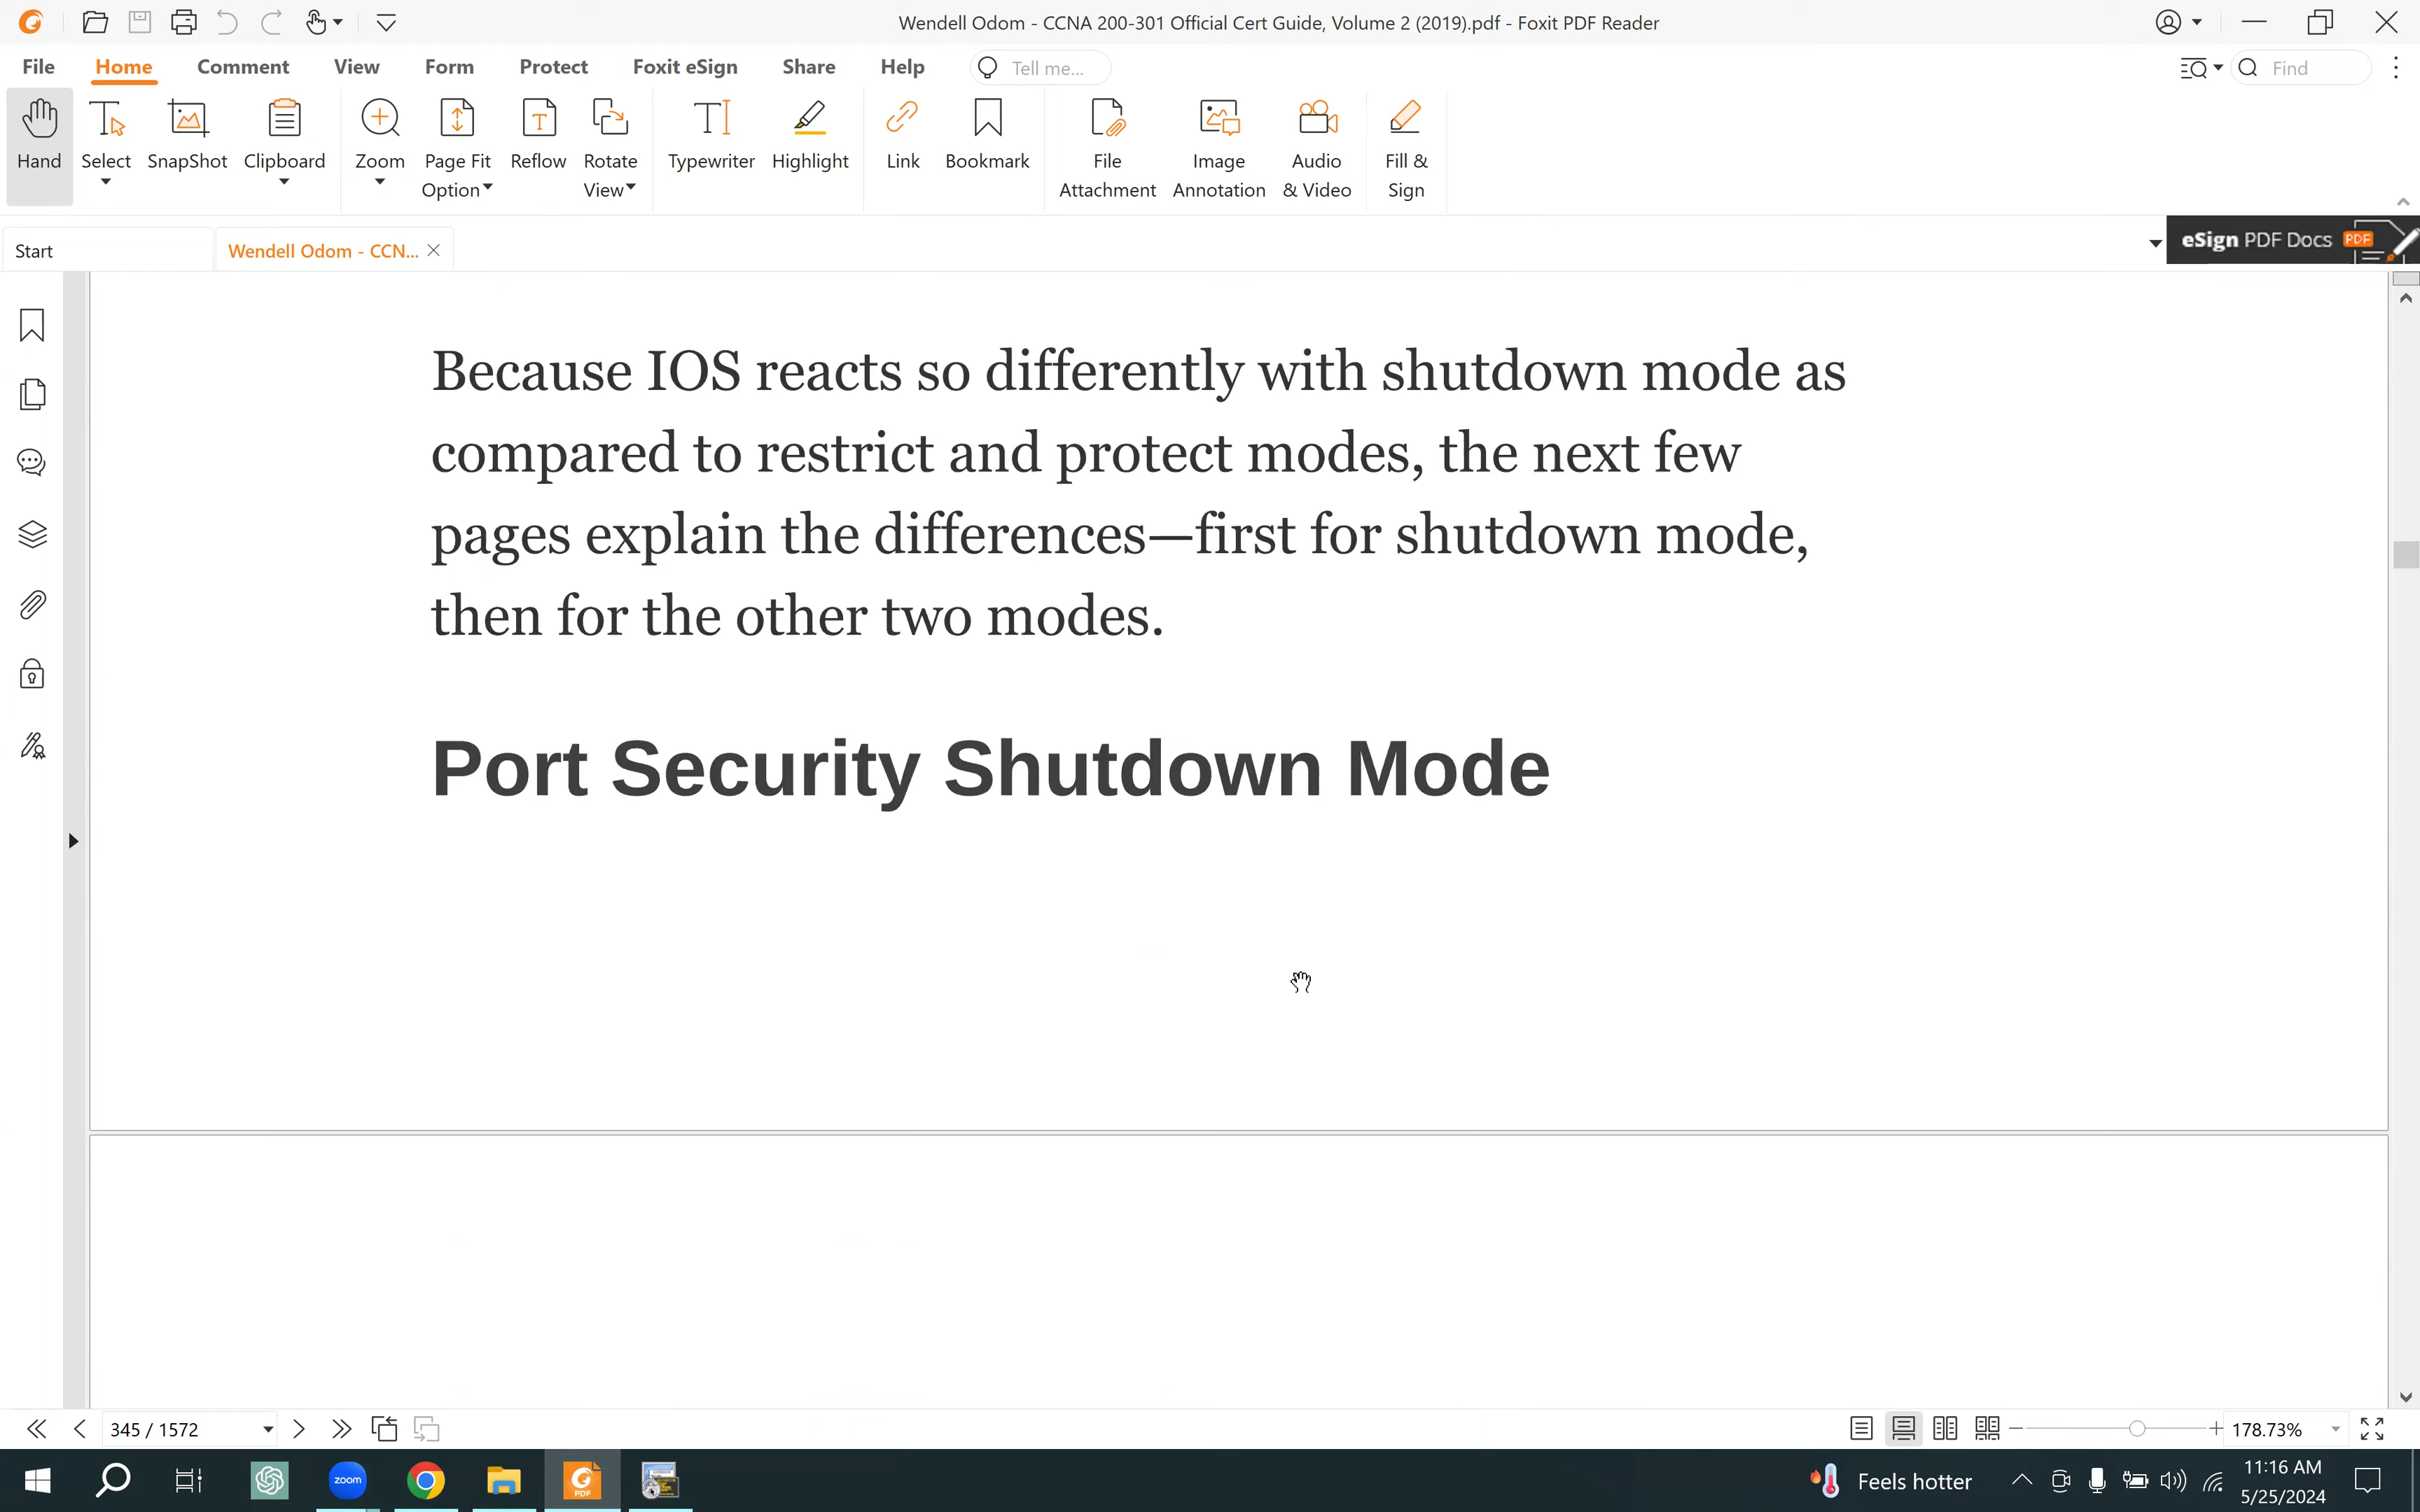 Wendell Odom - CCNA 200-301 Official Cert Guide, Volume 2 (2019).pdf - Foxit PDF Reader
File Home Comment View Form Protect Foxit eSign Share Help Tell me... Find
Hand Select SnapShot Clipboard Zoom Page Fit Option Reflow Rotate View Typewriter Highlight Link Bookmark File Attachment Image Annotation Audio & Video Fill & Sign
Start Wendell Odom - CCN... eSign PDF Docs PDF
Because IOS reacts so differently with shutdown mode as
compared to restrict and protect modes, the next few
pages explain the differences—first for shutdown mode,
then for the other two modes.
Port Security Shutdown Mode
345 / 1572 178.73%
zoom PDF Feels hotter 11:16 AM
5/25/2024